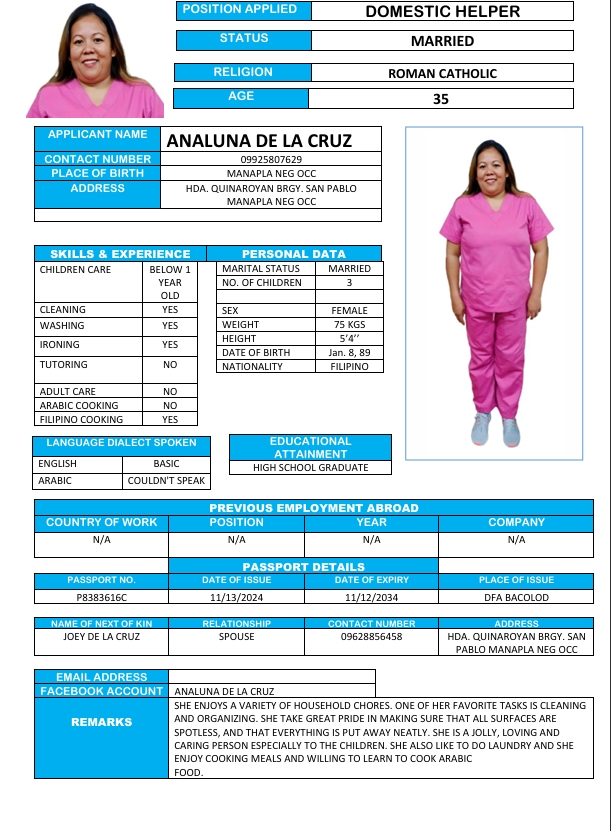 POSITION APPLIED DOMESTIC HELPER
STATUS MARRIED
RELIGION ROMAN CATHOLIC
AGE 35
APPLICANT NAME ANALUNA DE LA CRUZ
CONTACT NUMBER 09925807629
PLACE OF BIRTH MANAPLA NEG OCC
ADDRESS HDA. QUINAROYAN BRGY. SAN PABLO
MANAPLA NEG OCC
SKILLS & EXPERIENCE PERSONAL DATA
CHILDREN CARE BELOW 1
YEAR
OLD
CLEANING YES
WASHING YES
IRONING YES
TUTORING NO
ADULT CARE NO
ARABIC COOKING NO
FILIPINO COOKING YES
MARITAL STATUS MARRIED
NO. OF CHILDREN 3
SEX FEMALE
WEIGHT 75 KGS
HEIGHT 5’4’’
DATE OF BIRTH Jan. 8, 89
NATIONALITY FILIPINO
LANGUAGE DIALECT SPOKEN
ENGLISH BASIC
ARABIC COULDN'T SPEAK
EDUCATIONAL
ATTAINMENT
HIGH SCHOOL GRADUATE
PREVIOUS EMPLOYMENT ABROAD
COUNTRY OF WORK POSITION YEAR COMPANY
N/A N/A N/A N/A
PASSPORT DETAILS
PASSPORT NO. DATE OF ISSUE DATE OF EXPIRY PLACE OF ISSUE
P8383616C 11/13/2024 11/12/2034 DFA BACOLOD
NAME OF NEXT OF KIN RELATIONSHIP CONTACT NUMBER ADDRESS
JOEY DE LA CRUZ SPOUSE 09628856458 HDA. QUINAROYAN BRGY. SAN
PABLO MANAPLA NEG OCC
EMAIL ADDRESS
FACEBOOK ACCOUNT ANALUNA DE LA CRUZ
REMARKS
SHE ENJOYS A VARIETY OF HOUSEHOLD CHORES. ONE OF HER FAVORITE TASKS IS CLEANING
AND ORGANIZING. SHE TAKE GREAT PRIDE IN MAKING SURE THAT ALL SURFACES ARE
SPOTLESS, AND THAT EVERYTHING IS PUT AWAY NEATLY. SHE IS A JOLLY, LOVING AND
CARING PERSON ESPECIALLY TO THE CHILDREN. SHE ALSO LIKE TO DO LAUNDRY AND SHE
ENJOY COOKING MEALS AND WILLING TO LEARN TO COOK ARABIC
FOOD.